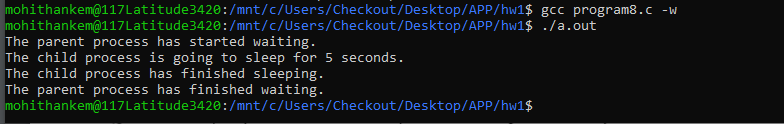 mohithankem@117Latitude3420:/mnt/c/Users/Checkout/Desktop/APP/hw1$ gcc program8.c -w
mohithankem@117Latitude3420:/mnt/c/Users/Checkout/Desktop/APP/hw1$ ./a.out
The parent process has started waiting.
The child process is going to sleep for 5 seconds.
The child process has finished sleeping.
The parent process has finished waiting.
mohithankem@117Latitude3420:/mnt/c/Users/Checkout/Desktop/APP/hw1$